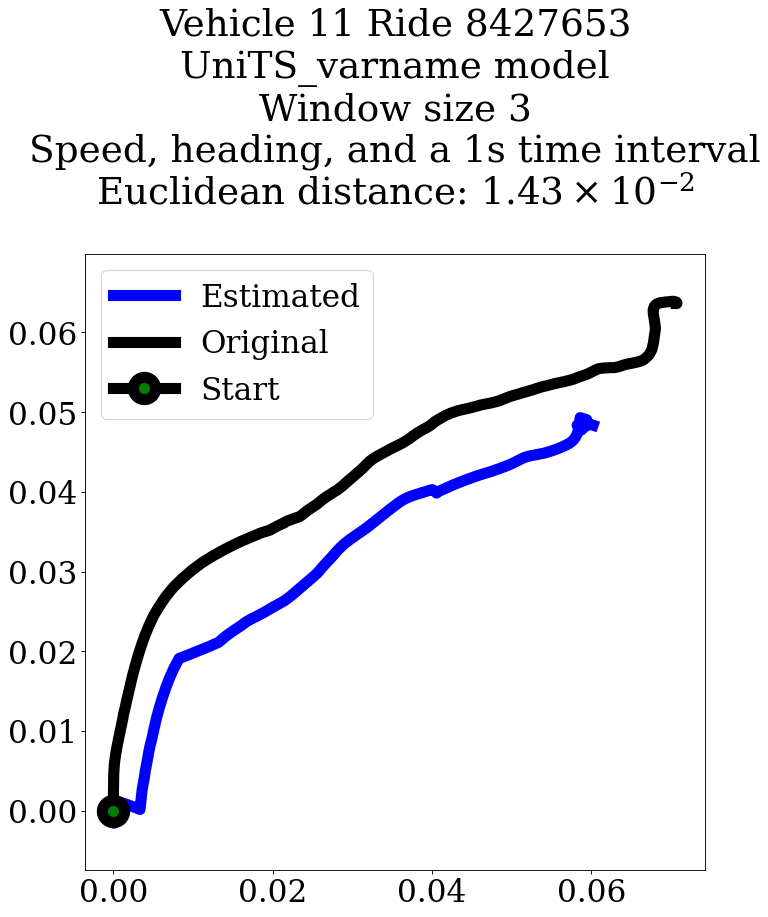 Vehicle 11 Ride 8427653
UniTS_varname model
Window size 3
Speed, heading, and a 1s time interval
Euclidean distance: 1.43 × 10⁻²
Estimated
Original
Start
0.06
0.05
0.04
0.03
0.02
0.01
0.00
0.00 0.02 0.04 0.06